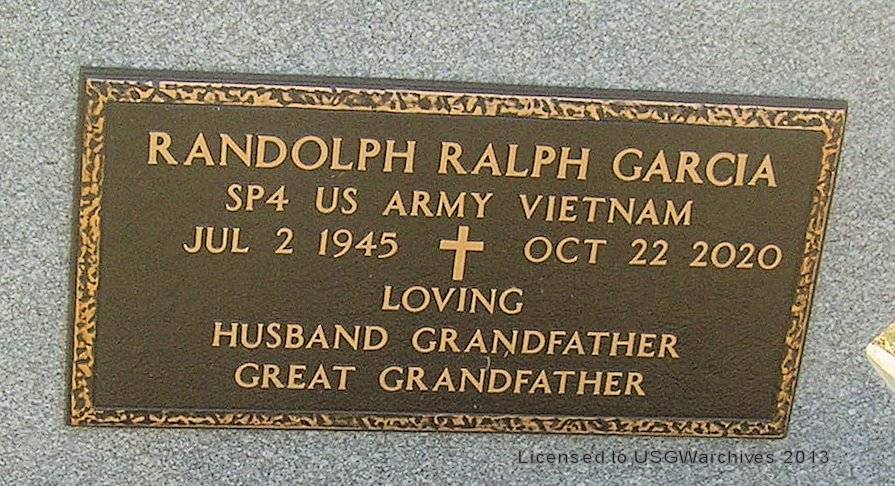 RANDOLPH RALPH GARCIA
SP4 US ARMY VIETNAM
JUL 2 1945 OCT 22 2020
LOVING
HUSBAND GRANDFATHER
GREAT GRANDFATHER
Licensed to USGWarchives 2013